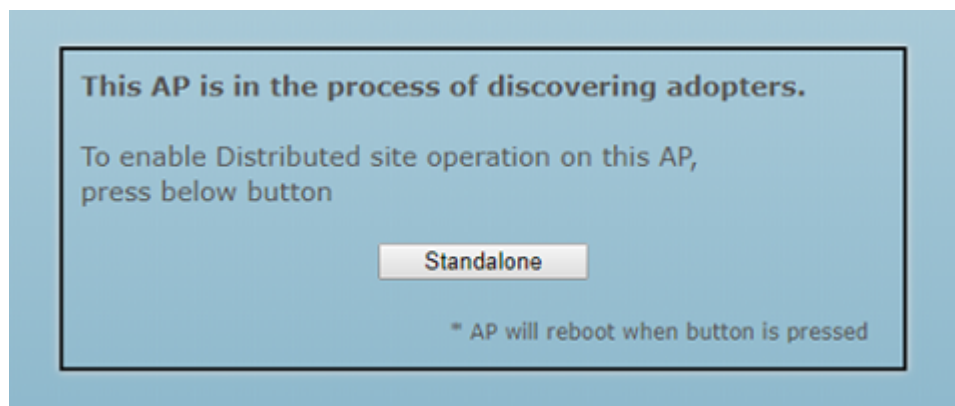 This AP is in the process of discovering adopters.
To enable Distributed site operation on this AP,
press below button
Standalone
* AP will reboot when button is pressed